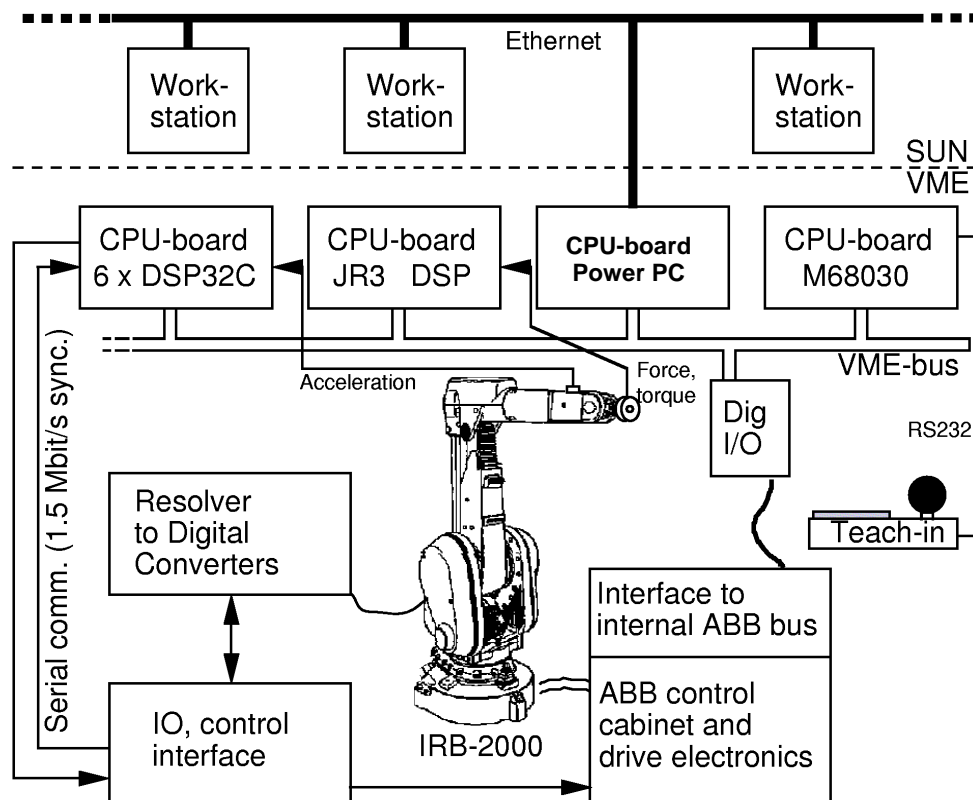 Ethernet
Work-
station
Work-
station
Work-
station
SUN
VME
CPU-board
6 x DSP32C
CPU-board
JR3 DSP
CPU-board
Power PC
CPU-board
M68030
VME-bus
Acceleration
Force,
torque
Dig
I/O
RS232
Teach-in
Serial comm. (1.5 Mbit/s sync.)
Resolver
to Digital
Converters
Interface to
internal ABB bus
IO, control
interface
IRB-2000
ABB control
cabinet and
drive electronics